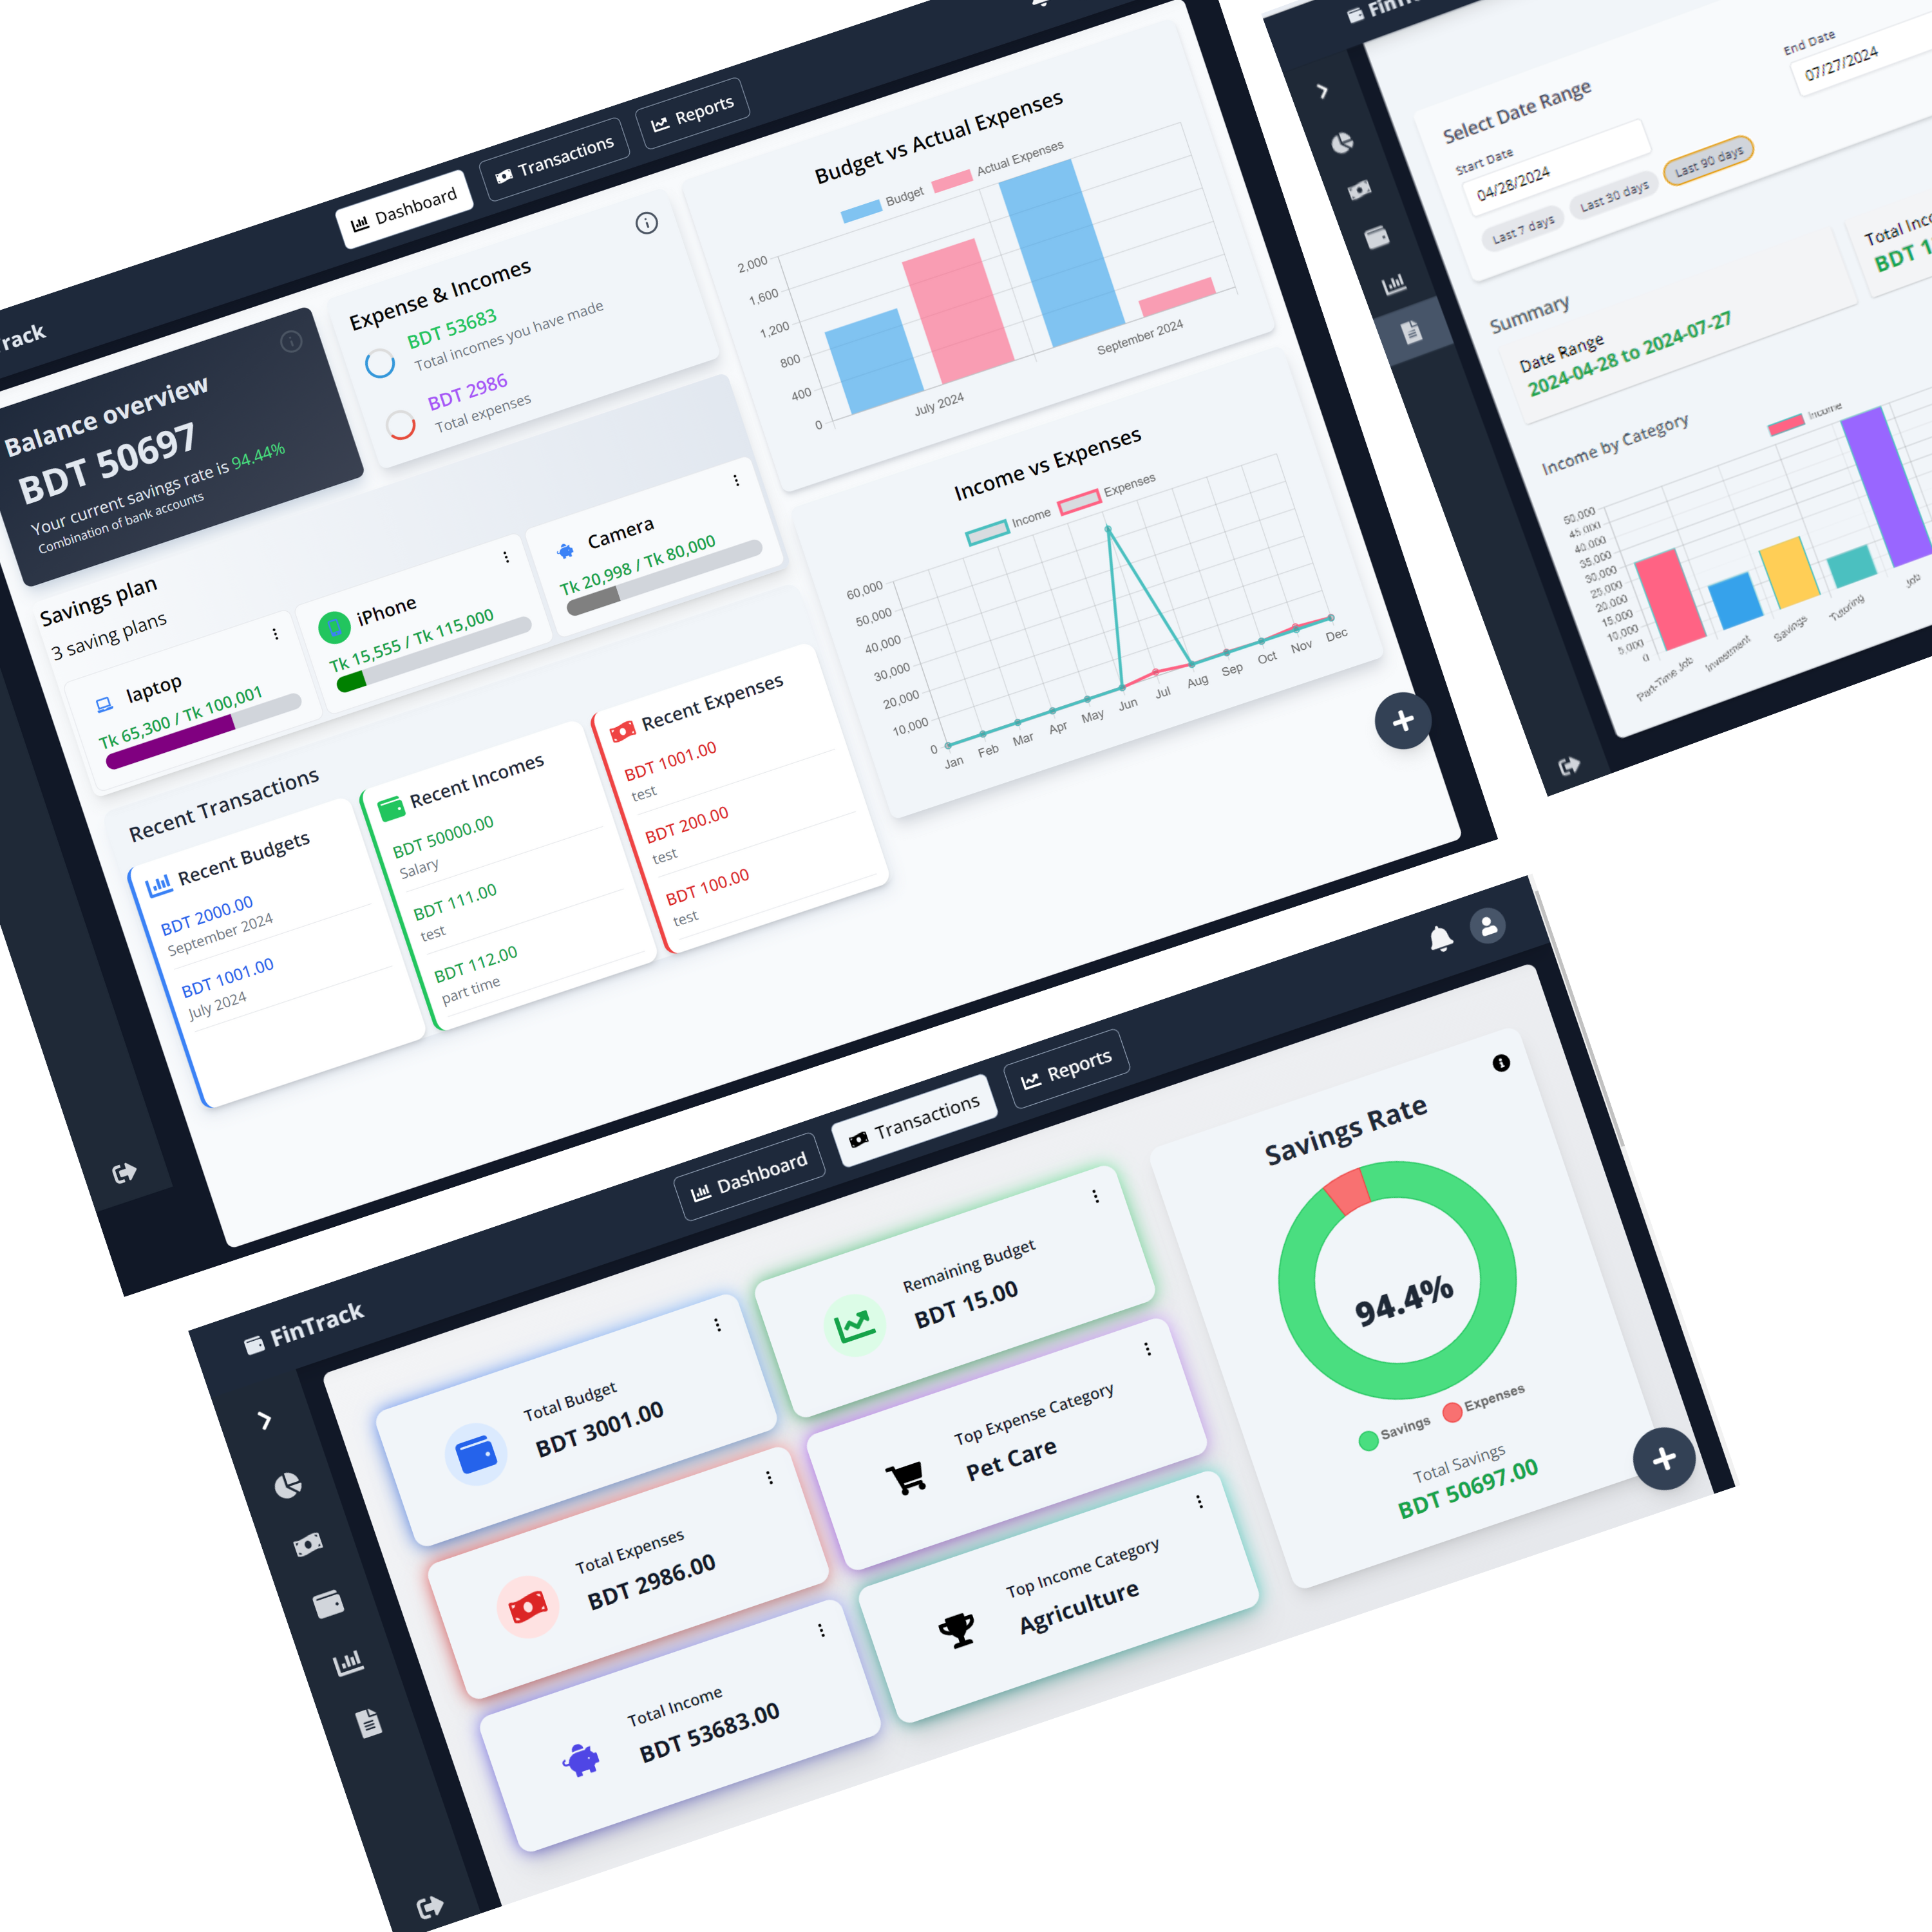 rack
Dashboard
Transactions
Reports
Balance overview
BDT 50697
Your current savings rate is 94.44%
Combination of bank accounts
Expense & Incomes
BDT 53683
Total incomes you have made
BDT 2986
Total expenses
Savings plan
3 saving plans
laptop
Tk 65,300 / Tk 100,001
iPhone
Tk 15,555 / Tk 115,000
Camera
Tk 20,998 / Tk 80,000
Recent Transactions
Recent Budgets
BDT 2000.00
September 2024
BDT 1001.00
July 2024
Recent Incomes
BDT 50000.00
Salary
BDT 111.00
test
BDT 112.00
part time
Recent Expenses
BDT 1001.00
test
BDT 200.00
test
BDT 100.00
test
Budget vs Actual Expenses
Budget
Actual Expenses
2,000
1,600
1,200
800
400
0
July 2024
September 2024
Income vs Expenses
Income
Expenses
60,000
50,000
40,000
30,000
20,000
10,000
0
Jan
Feb
Mar
Apr
May
Jun
Jul
Aug
Sep
Oct
Nov
Dec
FinTr
Select Date Range
Start Date
04/28/2024
End Date
07/27/2024
Last 7 days
Last 30 days
Last 90 days
Summary
Date Range
2024-04-28 to 2024-07-27
Total Inco
BDT 1
Income by Category
Income
50,000
45,000
40,000
35,000
30,000
25,000
20,000
15,000
10,000
5,000
0
Part-Time Job
Investment
Savings
Tutoring
Job
FinTrack
Dashboard
Transactions
Reports
Total Budget
BDT 3001.00
Remaining Budget
BDT 15.00
Total Expenses
BDT 2986.00
Top Expense Category
Pet Care
Total Income
BDT 53683.00
Top Income Category
Agriculture
Savings Rate
94.4%
Savings
Expenses
Total Savings
BDT 50697.00